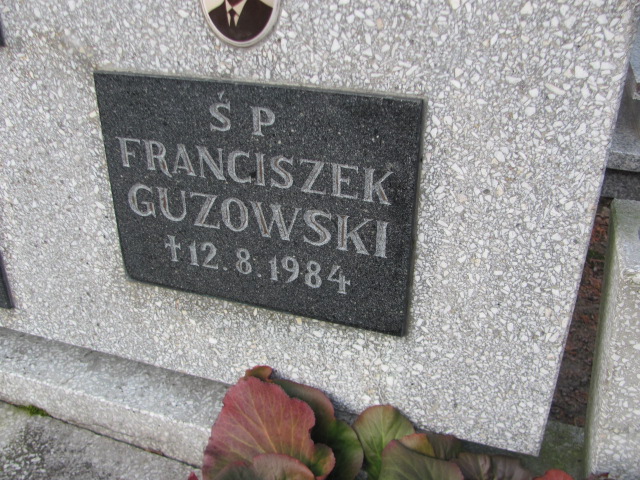 Ś P
FRANCISZEK
GUZOWSKI
† 12.8.1984